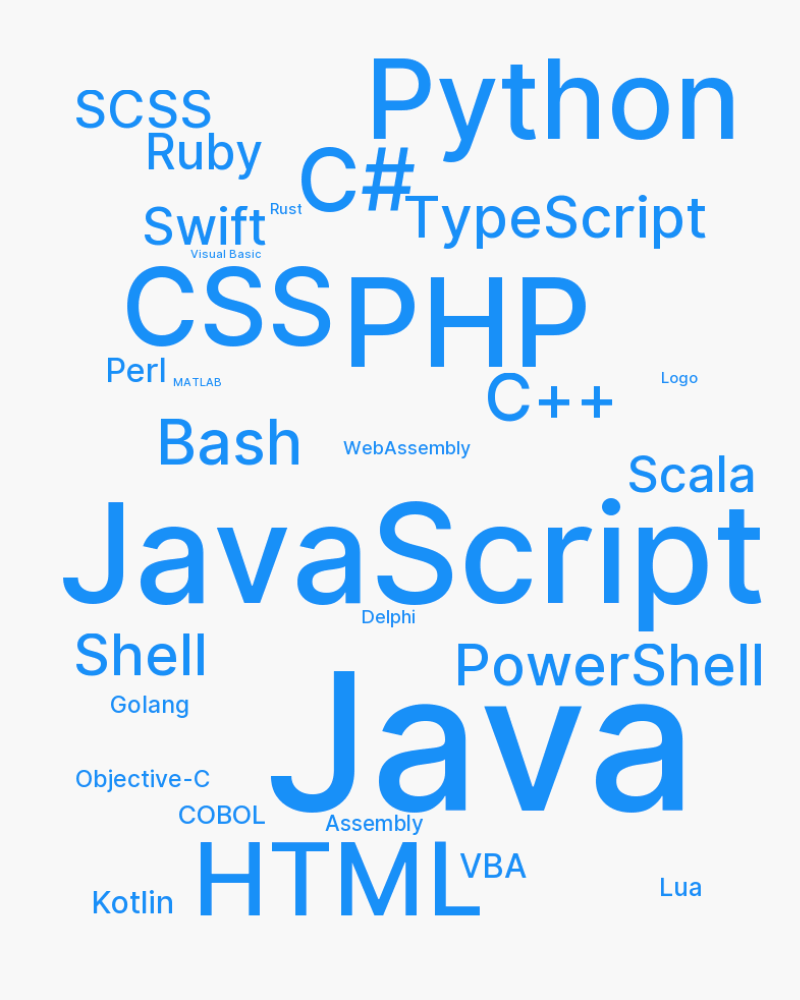 Python
SCSS
Ruby
C#
Rust
TypeScript
Swift
Visual Basic
CSS
PHP
Perl
MATLAB
Logo
C++
Bash
WebAssembly
Scala
JavaScript
Delphi
Shell
PowerShell
Golang
Java
Objective-C
COBOL
Assembly
HTML
VBA
Lua
Kotlin